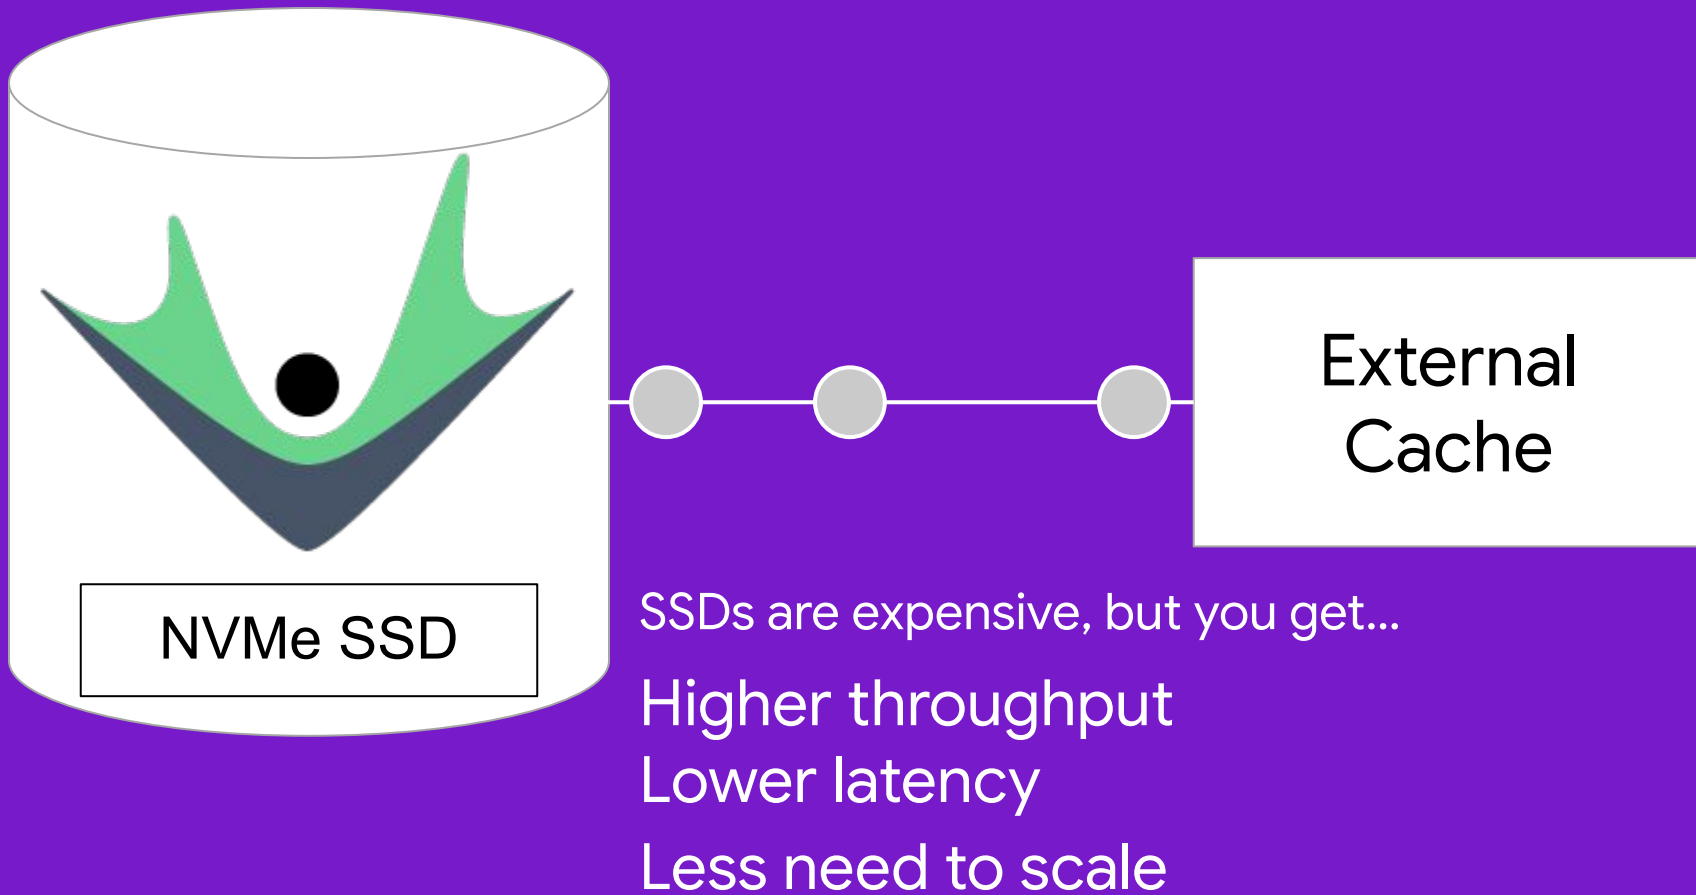 External
Cache
NVMe SSD
SSDs are expensive, but you get...
Higher throughput
Lower latency
Less need to scale